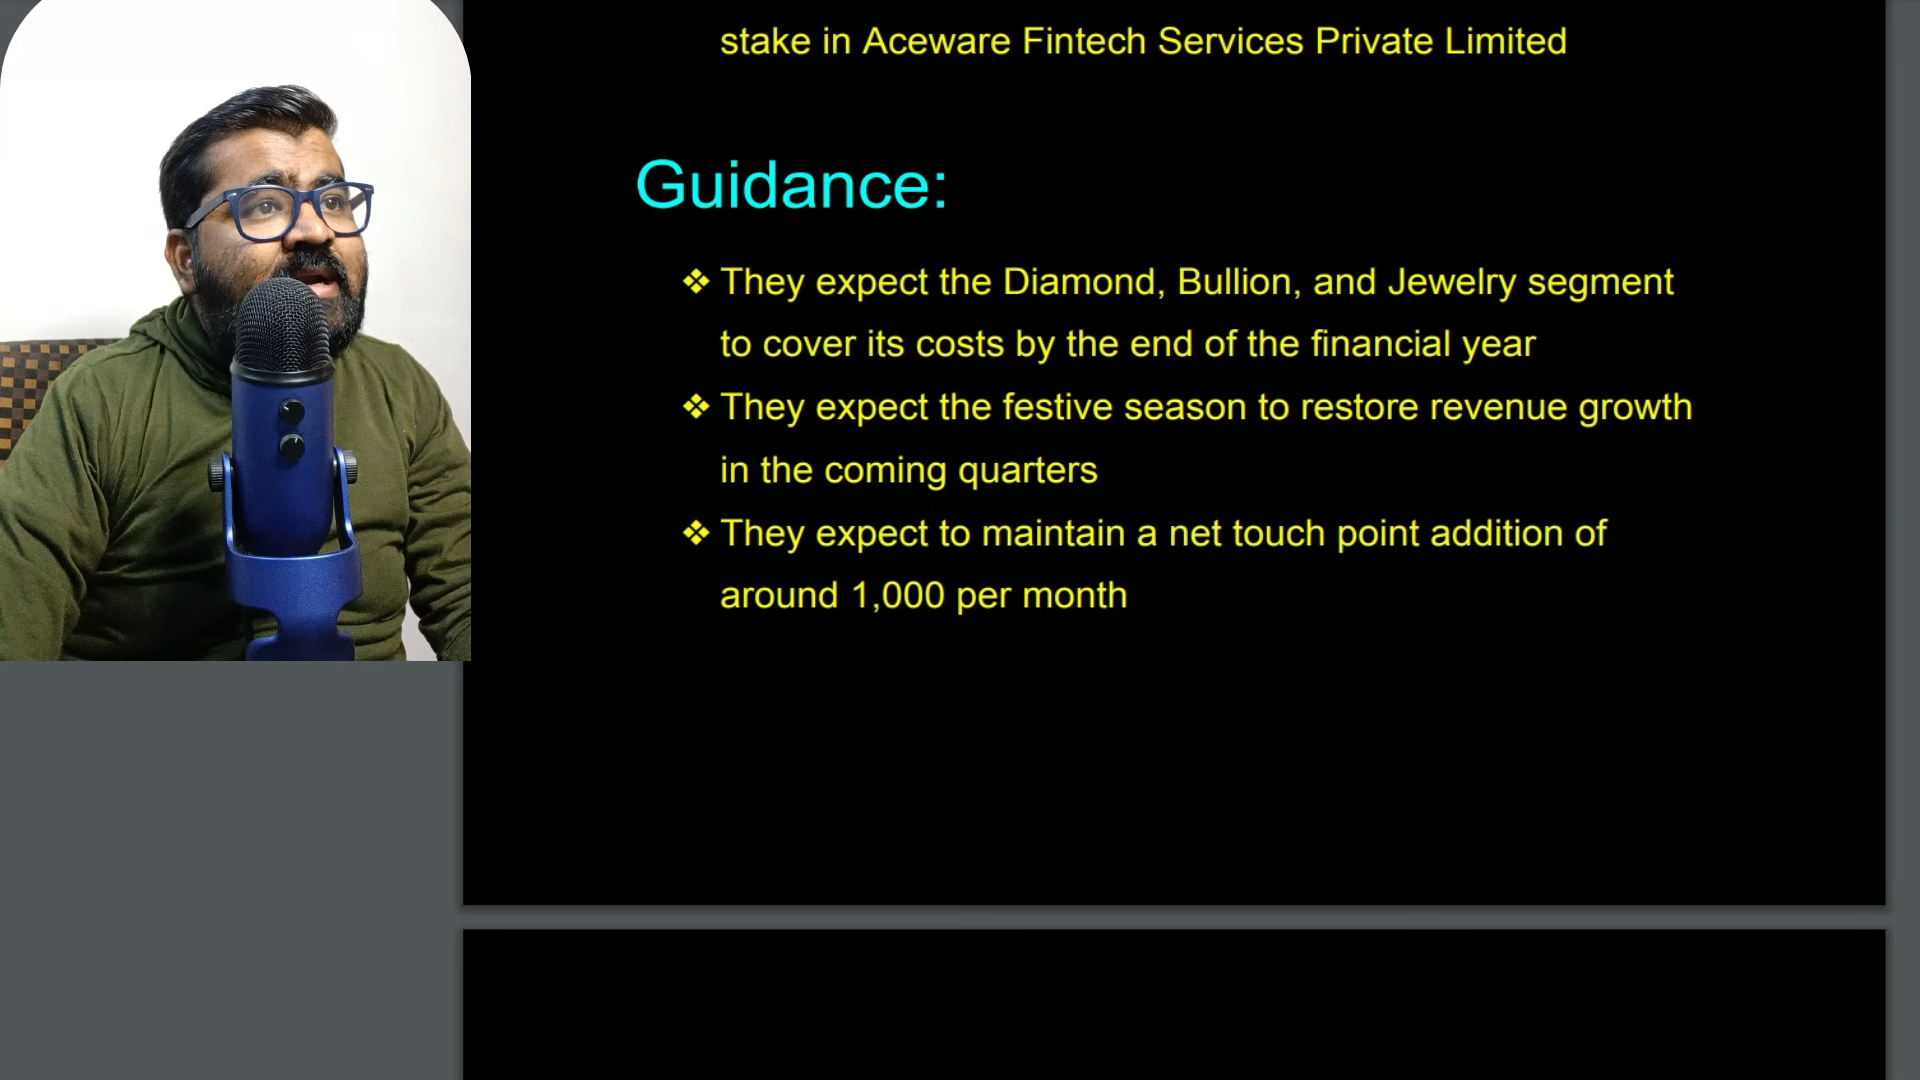 stake in Aceware Fintech Services Private Limited
Guidance:
❖ They expect the Diamond, Bullion, and Jewelry segment
to cover its costs by the end of the financial year
❖ They expect the festive season to restore revenue growth
in the coming quarters
❖ They expect to maintain a net touch point addition of
around 1,000 per month